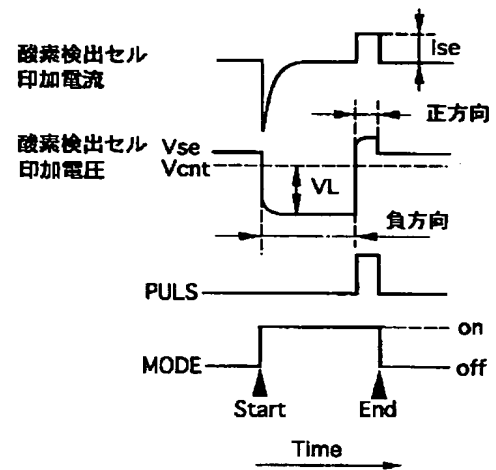 酸素検出セル
印加電流
Ise
正方向
酸素検出セル
印加電圧
Vse
Vcnt
VL
負方向
PULS
on
MODE
off
Start
End
Time